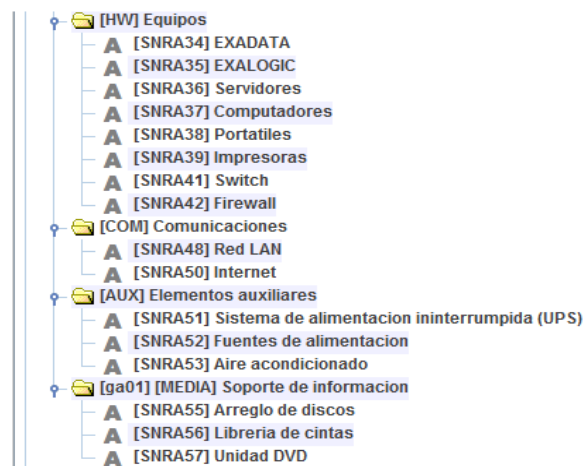 [HW] Equipos
A [SNRA34] EXADATA
A [SNRA35] EXALOGIC
A [SNRA36] Servidores
A [SNRA37] Computadores
A [SNRA38] Portatiles
A [SNRA39] Impresoras
A [SNRA41] Switch
A [SNRA42] Firewall
[COM] Comunicaciones
A [SNRA48] Red LAN
A [SNRA50] Internet
[AUX] Elementos auxiliares
A [SNRA51] Sistema de alimentacion ininterrumpida (UPS)
A [SNRA52] Fuentes de alimentacion
A [SNRA53] Aire acondicionado
[ga01] [MEDIA] Soporte de informacion
A [SNRA55] Arreglo de discos
A [SNRA56] Libreria de cintas
A [SNRA57] Unidad DVD